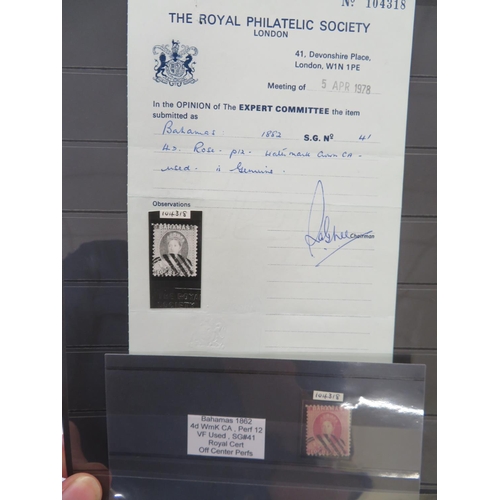 Nº 104318
THE ROYAL PHILATELIC SOCIETY
LONDON
41, Devonshire Place,
London, W1N 1PE
Meeting of 5 APR 1978
In the OPINION of The EXPERT COMMITTEE the item
submitted as
Bahamas: 1882 S.G. Nº 41
4d. Rose - p12 - Watermark Crown CA -
used - is genuine.
Chairman
Observations
104318
104318
Bahamas 1862
4d WmK CA , Perf 12
VF Used , SG#41
Royal Cert
Off Center Perfs